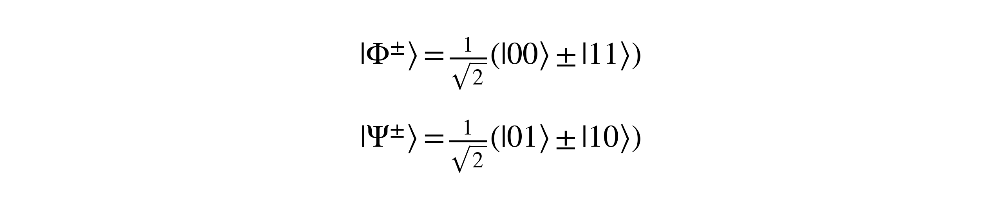 |Φ±⟩ = 1/√2 (|00⟩ ± |11⟩)
|Ψ±⟩ = 1/√2 (|01⟩ ± |10⟩)